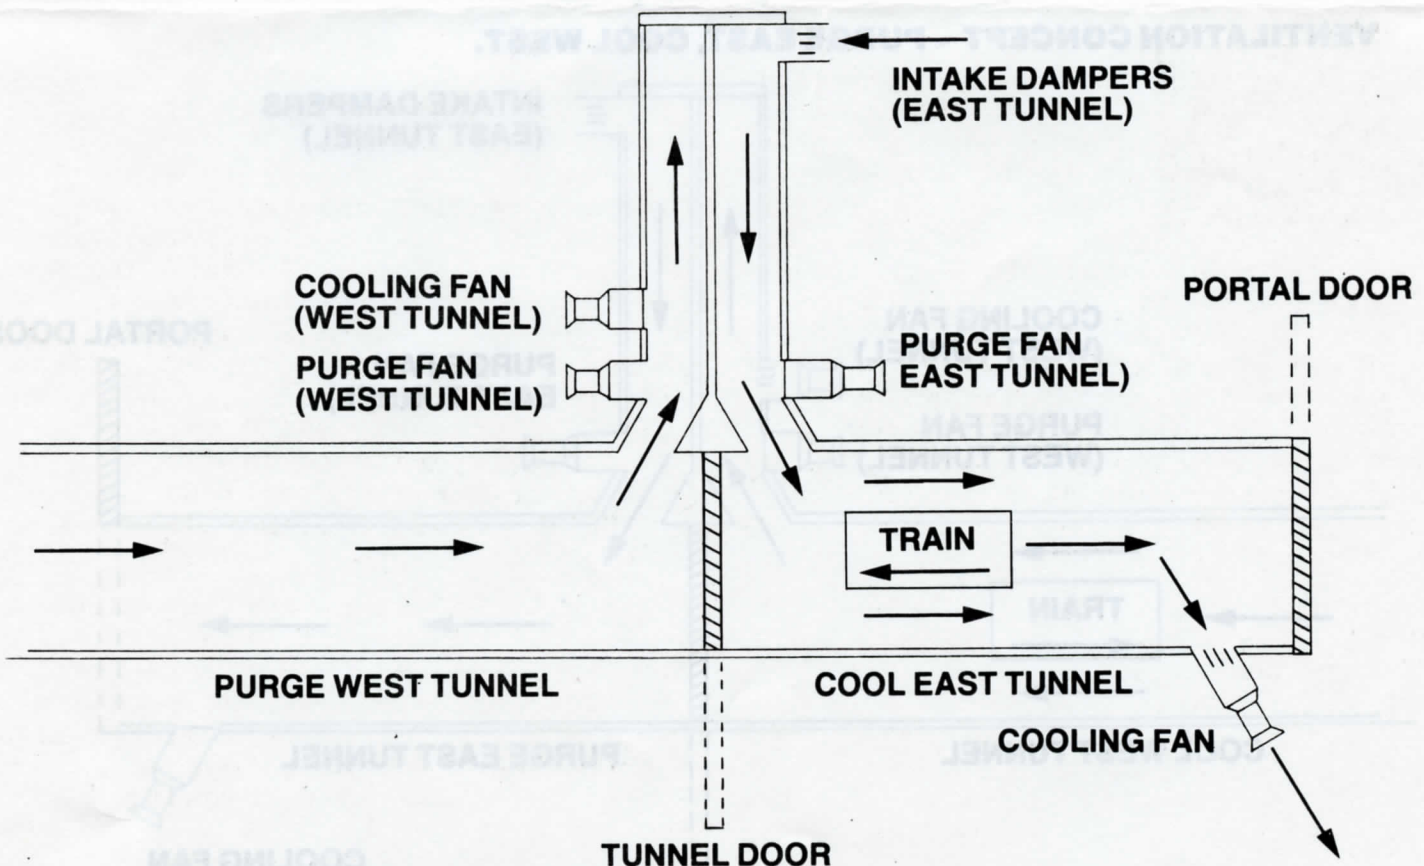 INTAKE DAMPERS
(EAST TUNNEL)
COOLING FAN
(WEST TUNNEL)
PORTAL DOOR
PURGE FAN
(WEST TUNNEL)
PURGE FAN
EAST TUNNEL)
TRAIN
PURGE WEST TUNNEL
COOL EAST TUNNEL
COOLING FAN
TUNNEL DOOR